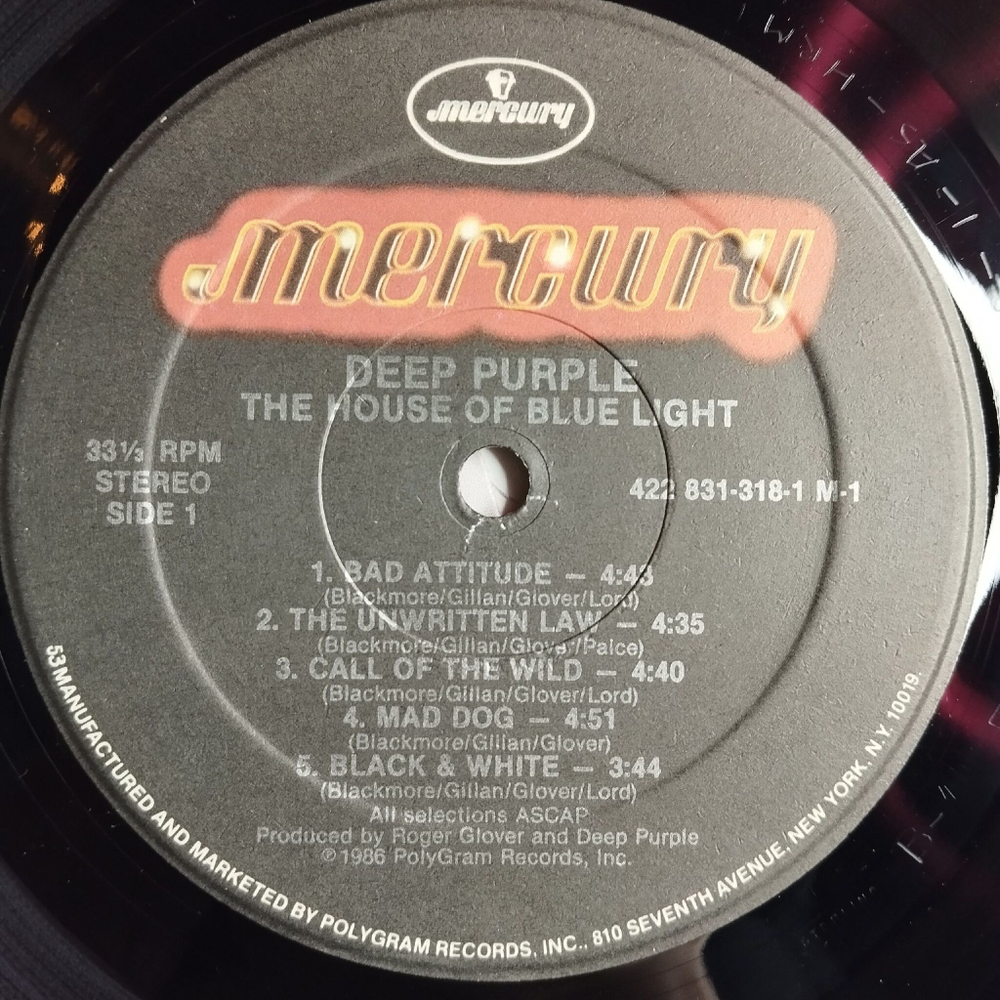 mercury
mercury
DEEP PURPLE
THE HOUSE OF BLUE LIGHT
33⅓ RPM
STEREO
SIDE 1
422 831-318-1 M-1
1. BAD ATTITUDE — 4:43
(Blackmore/Gillan/Glover/Lord)
2. THE UNWRITTEN LAW — 4:35
(Blackmore/Gillan/Glover/Paice)
3. CALL OF THE WILD — 4:40
(Blackmore/Gillan/Glover/Lord)
4. MAD DOG — 4:51
(Blackmore/Gillan/Glover)
5. BLACK & WHITE — 3:44
(Blackmore/Gillan/Glover/Lord)
All selections ASCAP
Produced by Roger Glover and Deep Purple
℗1986 PolyGram Records, Inc.
53 MANUFACTURED AND MARKETED BY POLYGRAM RECORDS, INC., 810 SEVENTH AVENUE, NEW YORK, N.Y. 10019.